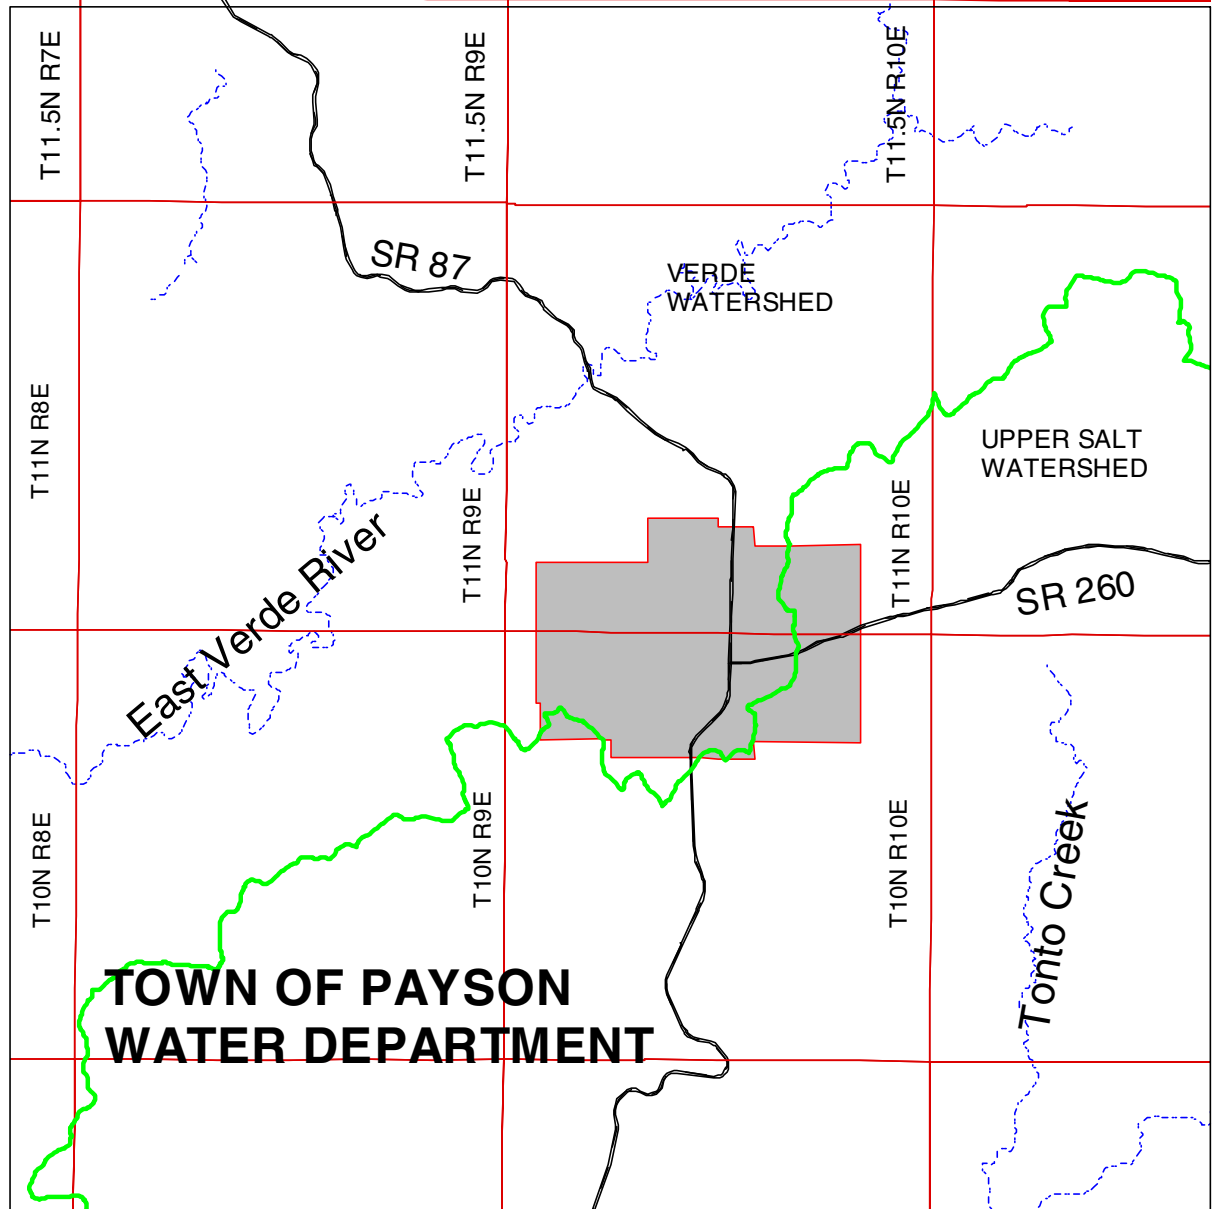 T11.5N R7E
T11.5N R9E
T11.5N R10E
SR 87
VERDE
WATERSHED
T11N R8E
UPPER SALT
WATERSHED
T11N R9E
T11N R10E
East Verde River
SR 260
T10N R8E
T10N R9E
T10N R10E
Tonto Creek
TOWN OF PAYSON
WATER DEPARTMENT